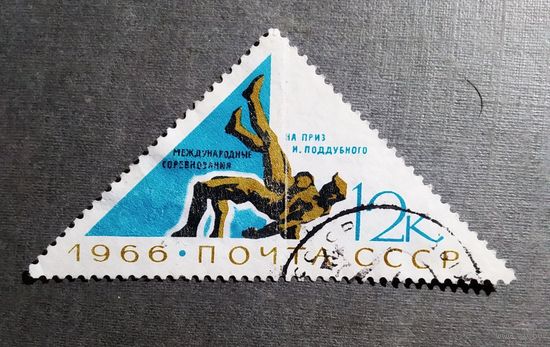 МЕЖДУНАРОДНЫЕ
СОРЕВНОВАНИЯ
НА ПРИЗ
И. ПОДДУБНОГО
12к.
1966 · ПОЧТА СССР